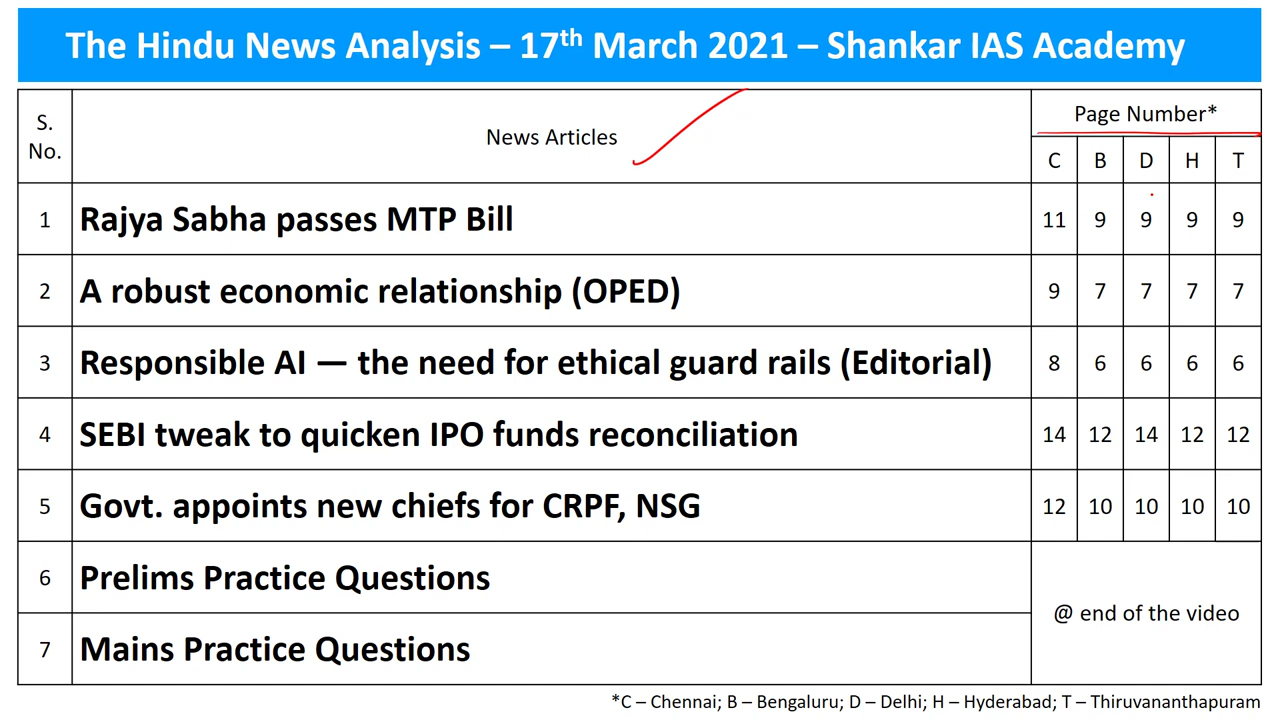 The Hindu News Analysis – 17th March 2021 – Shankar IAS Academy
S. No. News Articles Page Number*
C B D H T
1 Rajya Sabha passes MTP Bill 11 9 9 9 9
2 A robust economic relationship (OPED) 9 7 7 7 7
3 Responsible AI — the need for ethical guard rails (Editorial) 8 6 6 6 6
4 SEBI tweak to quicken IPO funds reconciliation 14 12 14 12 12
5 Govt. appoints new chiefs for CRPF, NSG 12 10 10 10 10
6 Prelims Practice Questions
@ end of the video
7 Mains Practice Questions
*C – Chennai; B – Bengaluru; D – Delhi; H – Hyderabad; T – Thiruvananthapuram